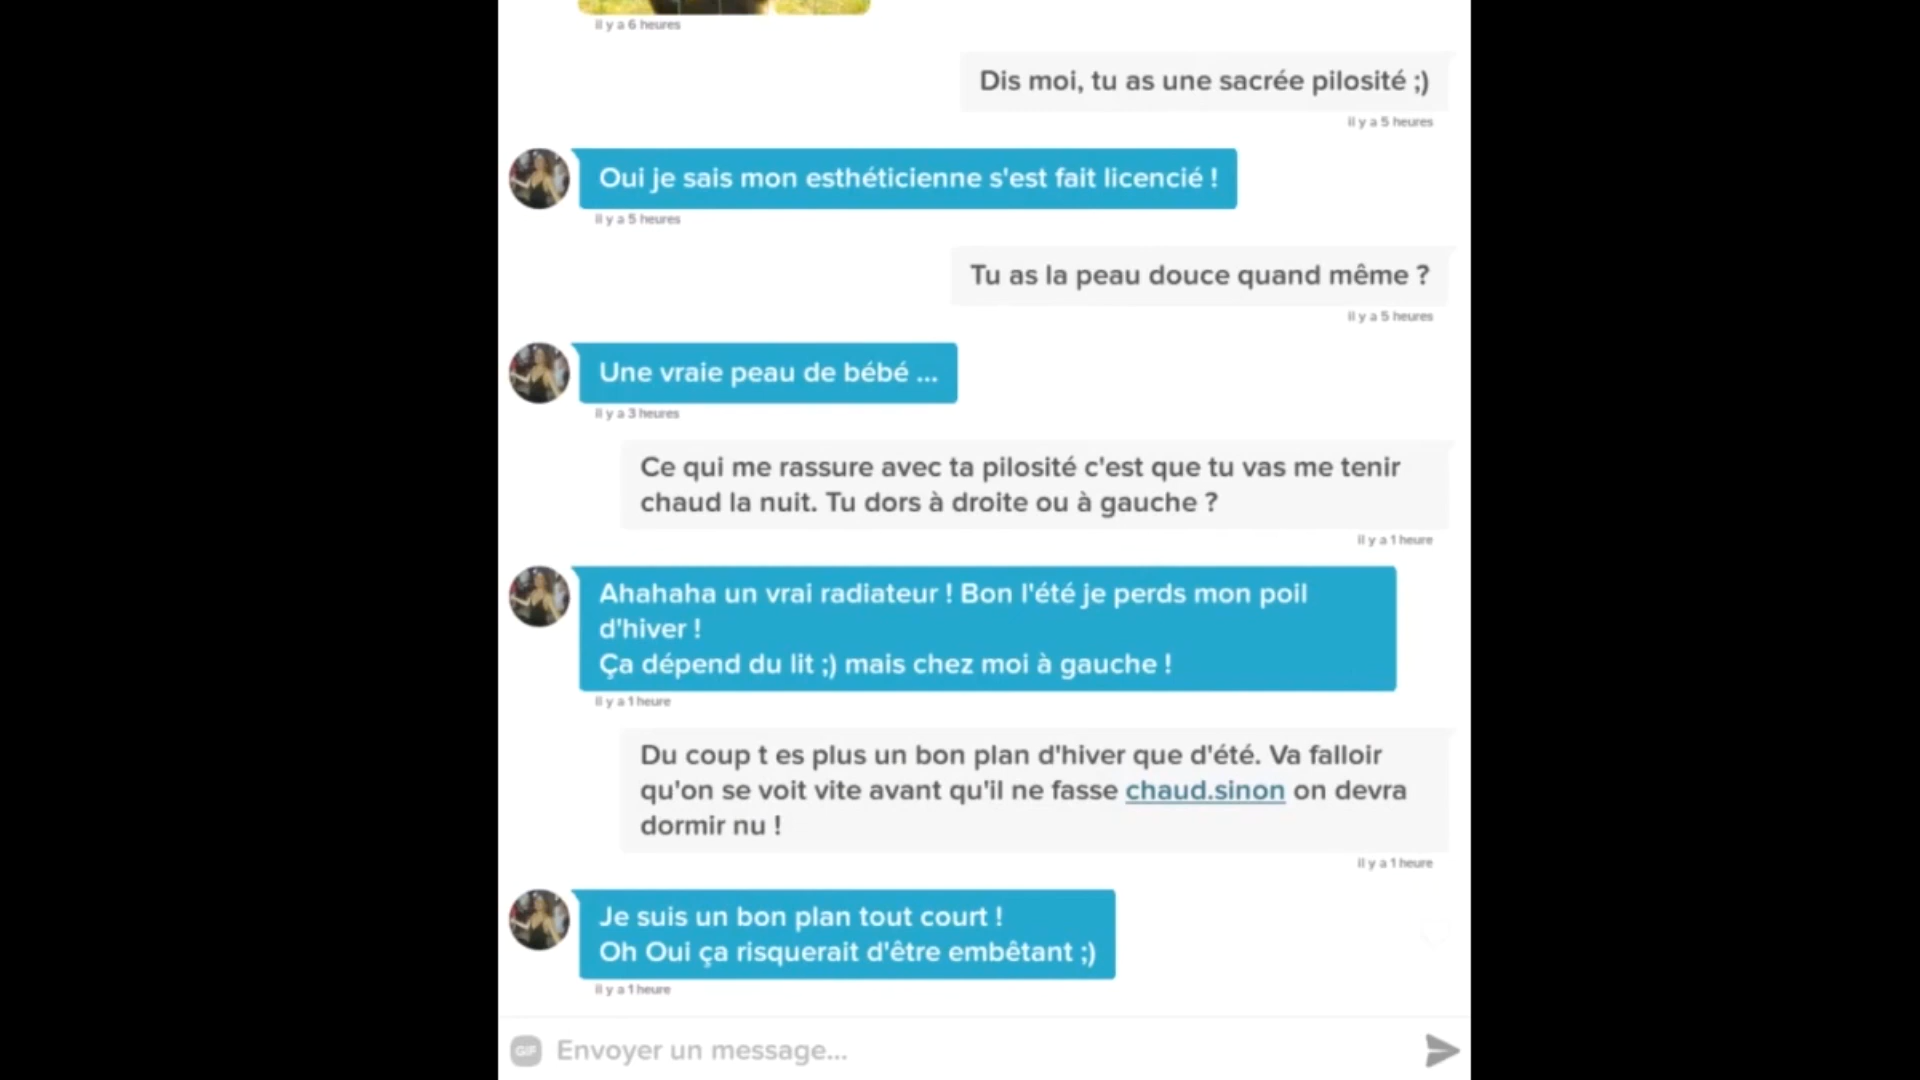 il y a 6 heures
Dis moi, tu as une sacrée pilosité ;)
il y a 5 heures
Oui je sais mon esthéticienne s'est fait licencié !
il y a 5 heures
Tu as la peau douce quand même ?
il y a 5 heures
Une vraie peau de bébé ...
il y a 3 heures
Ce qui me rassure avec ta pilosité c'est que tu vas me tenir
chaud la nuit. Tu dors à droite ou à gauche ?
il y a 1 heure
Ahahaha un vrai radiateur ! Bon l'été je perds mon poil
d'hiver !
Ça dépend du lit ;) mais chez moi à gauche !
il y a 1 heure
Du coup t es plus un bon plan d'hiver que d'été. Va falloir
qu'on se voit vite avant qu'il ne fasse chaud.sinon on devra
dormir nu !
il y a 1 heure
Je suis un bon plan tout court !
Oh Oui ça risquerait d'être embêtant ;)
il y a 1 heure
GIF Envoyer un message...